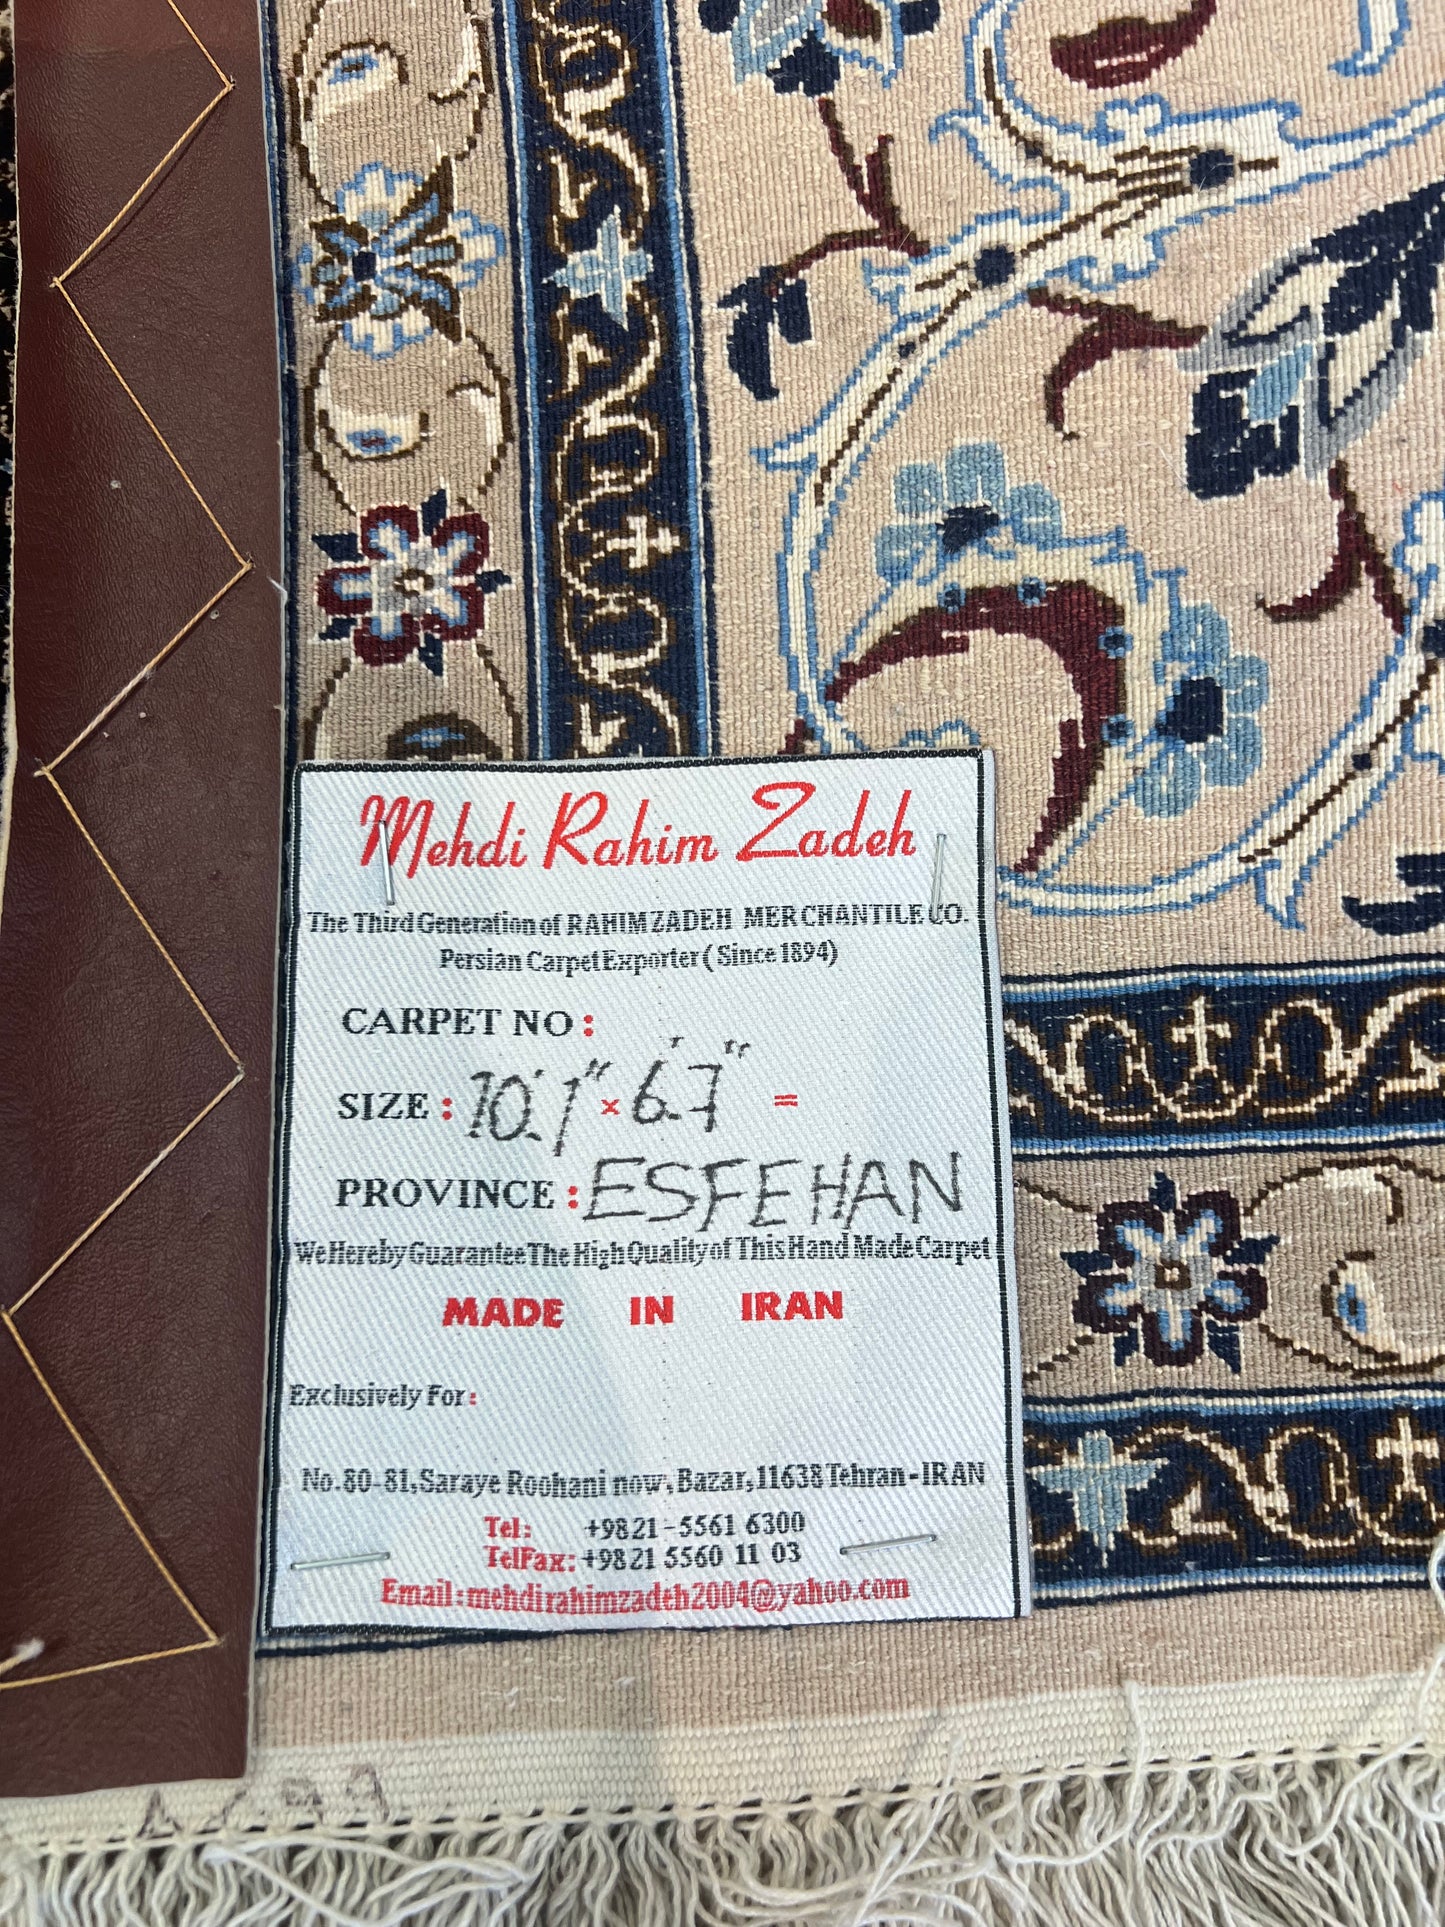 Mehdi Rahim Zadeh
The Third Generation of RAHIMZADEH MERCHANTILE CO.
Persian Carpet Exporter ( Since 1894)
CARPET NO :
SIZE : 10'.1" x 6'.7" =
PROVINCE : ESFEHAN
We Hereby Guarantee The High Quality of This Hand Made Carpet
MADE IN IRAN
Exclusively For :
No. 80-81, Saraye Roohani now, Bazar, 11638 Tehran - IRAN
Tel: +9821-5561 6300
TelFax: +9821 5560 11 03
Email: mehdirahimzadeh2004@yahoo.com